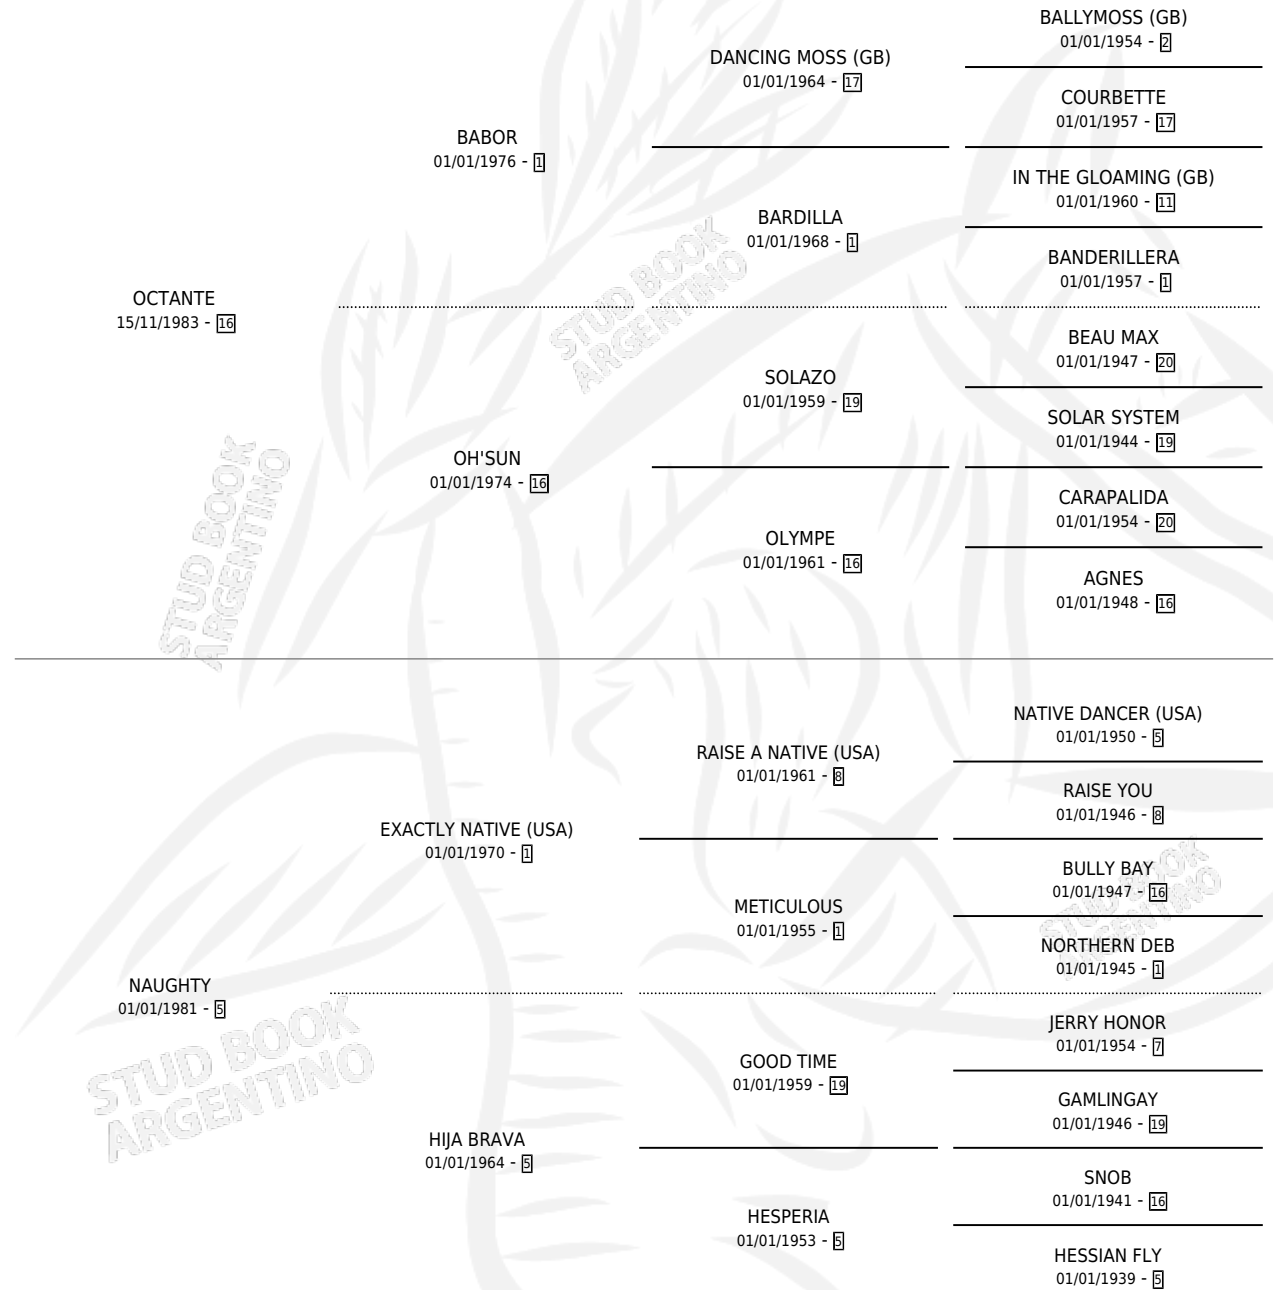 BALLYMOSS (GB)
01/01/1954 - 2
DANCING MOSS (GB)
01/01/1964 - 17
COURBETTE
01/01/1957 - 17
BABOR
01/01/1976 - 1
IN THE GLOAMING (GB)
01/01/1960 - 11
BARDILLA
01/01/1968 - 1
BANDERILLERA
01/01/1957 - 1
OCTANTE
15/11/1983 - 16
BEAU MAX
01/01/1947 - 20
SOLAZO
01/01/1959 - 19
SOLAR SYSTEM
01/01/1944 - 19
OH'SUN
01/01/1974 - 16
CARAPALIDA
01/01/1954 - 20
OLYMPE
01/01/1961 - 16
AGNES
01/01/1948 - 16
STUD BOOK
ARGENTINO
STUD BOOK
ARGENTINO
NATIVE DANCER (USA)
01/01/1950 - 5
RAISE A NATIVE (USA)
01/01/1961 - 8
RAISE YOU
01/01/1946 - 8
EXACTLY NATIVE (USA)
01/01/1970 - 1
BULLY BAY
01/01/1947 - 16
METICULOUS
01/01/1955 - 1
NORTHERN DEB
01/01/1945 - 1
NAUGHTY
01/01/1981 - 5
JERRY HONOR
01/01/1954 - 7
GOOD TIME
01/01/1959 - 19
GAMLINGAY
01/01/1946 - 19
HIJA BRAVA
01/01/1964 - 5
SNOB
01/01/1941 - 16
HESPERIA
01/01/1953 - 5
HESSIAN FLY
01/01/1939 - 5
STUD BOOK
ARGENTINO
STUD BOOK
ARGENTINO